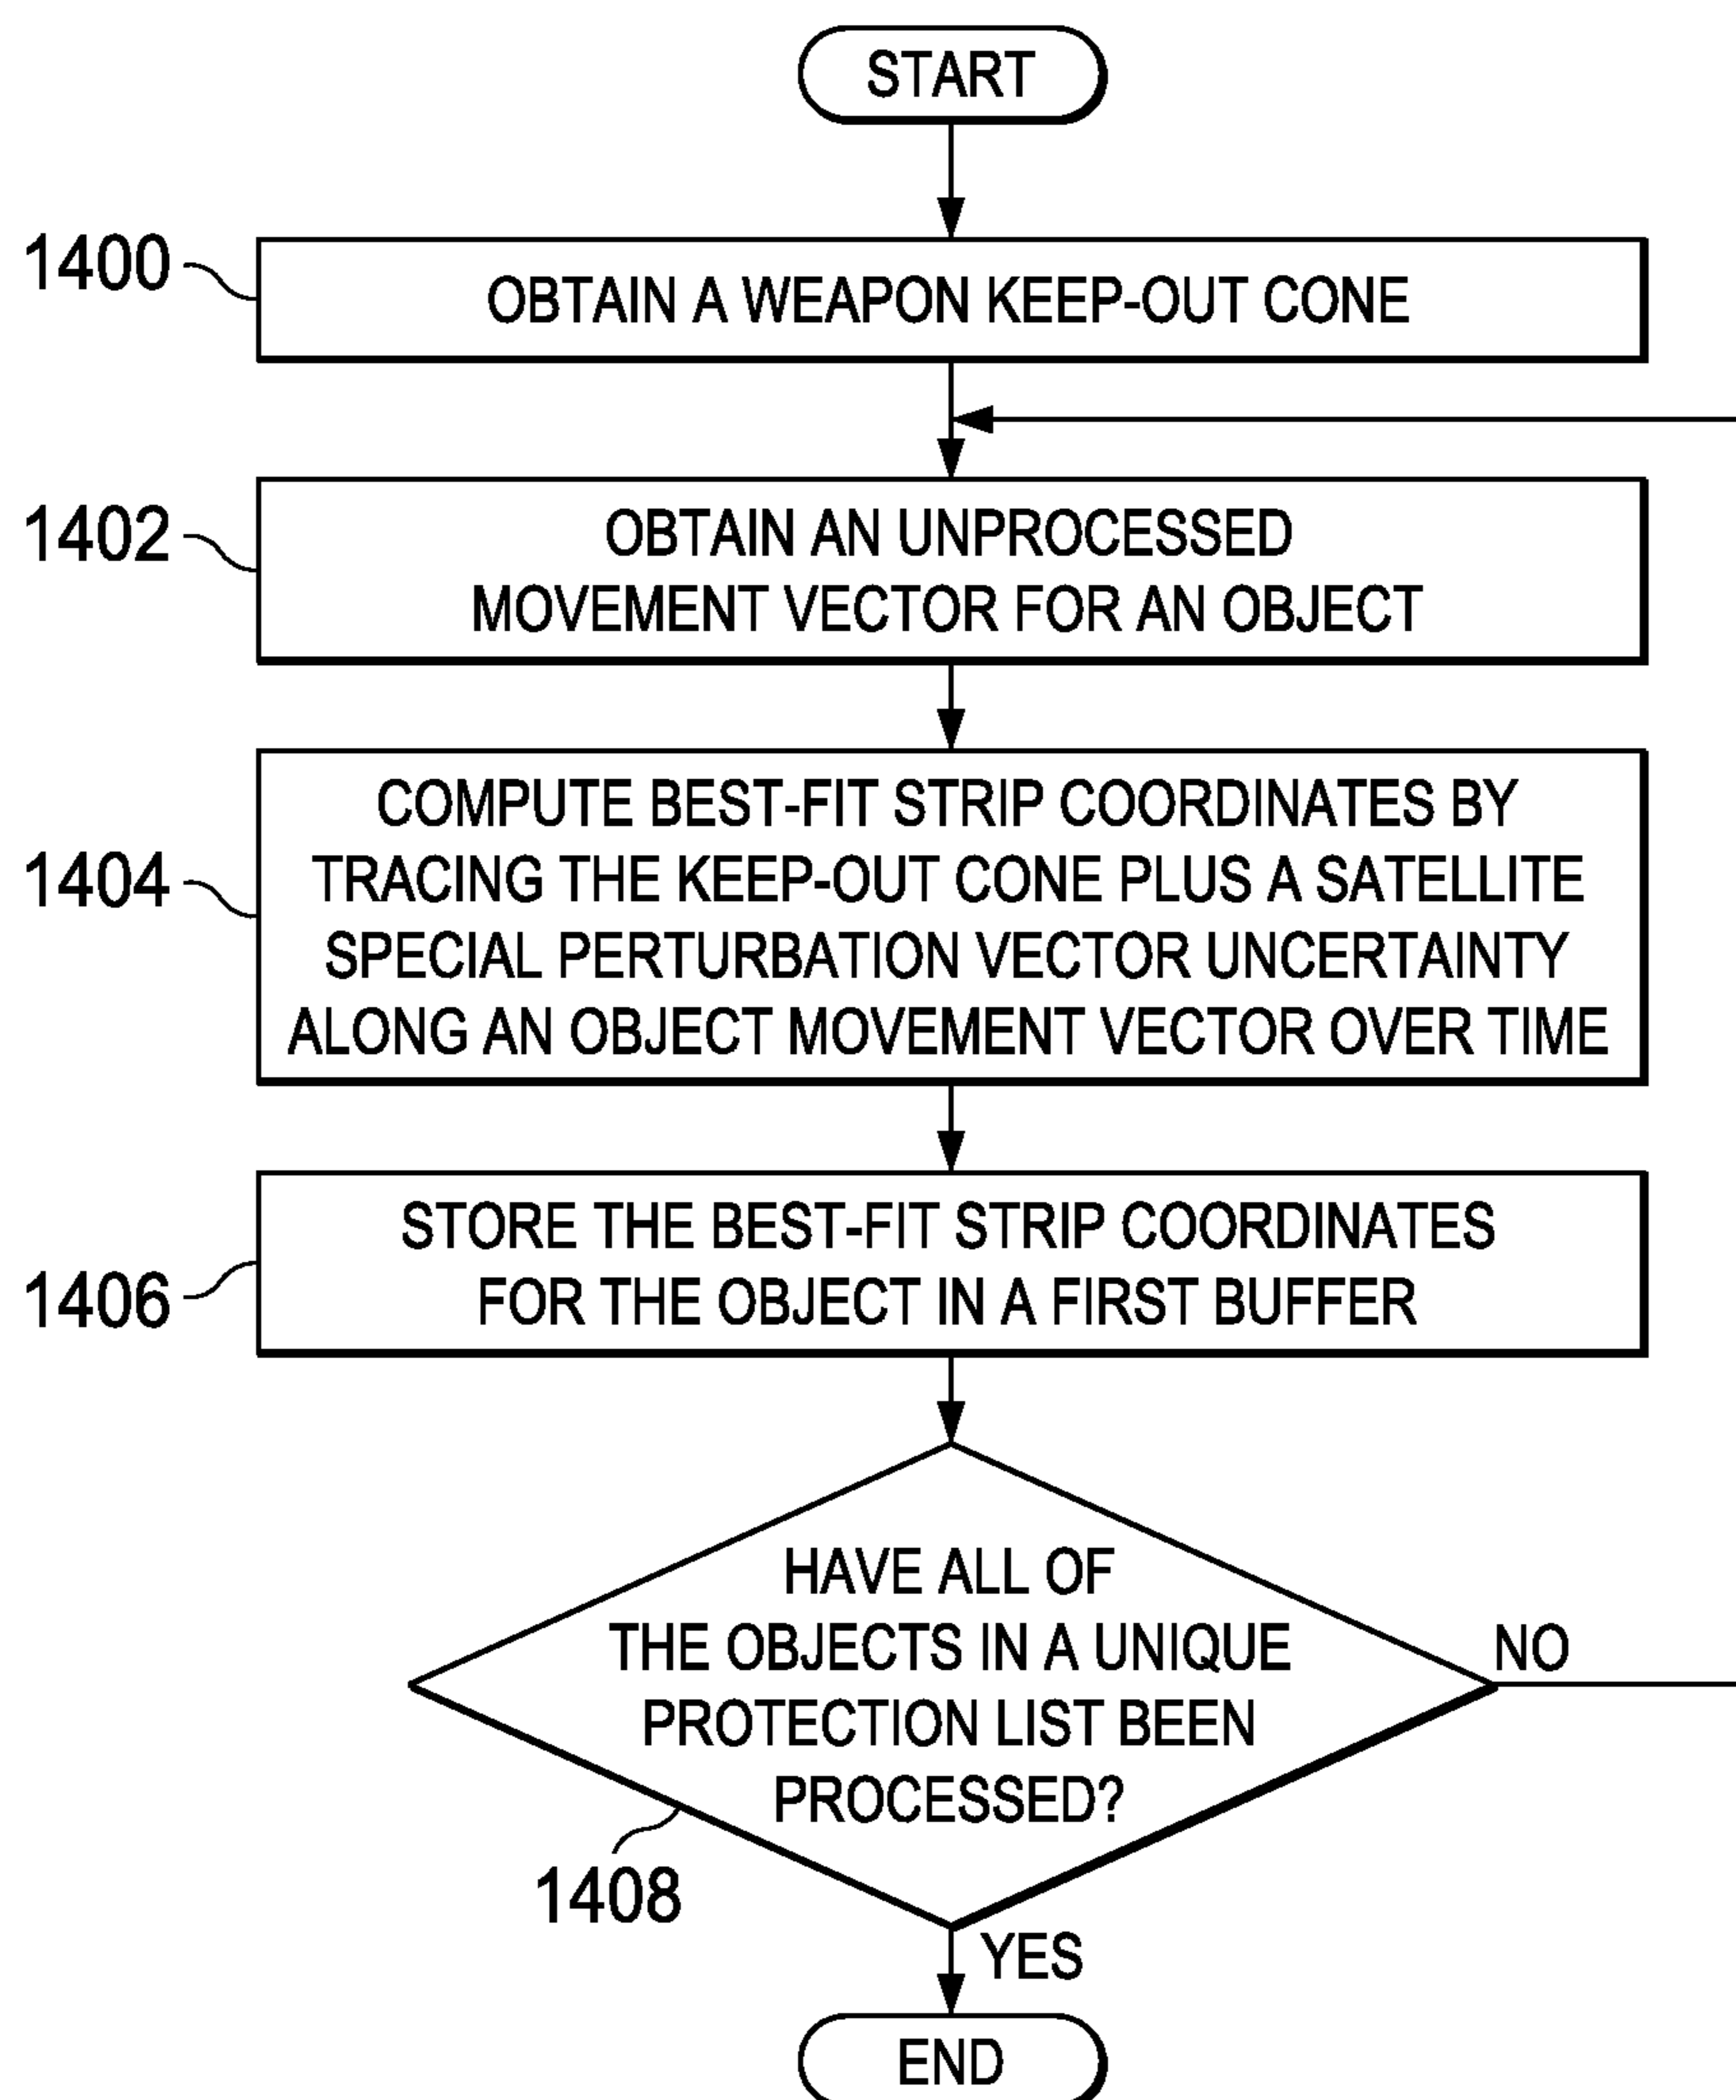 START
1400
OBTAIN A WEAPON KEEP-OUT CONE
1402
OBTAIN AN UNPROCESSED
MOVEMENT VECTOR FOR AN OBJECT
1404
COMPUTE BEST-FIT STRIP COORDINATES BY
TRACING THE KEEP-OUT CONE PLUS A SATELLITE
SPECIAL PERTURBATION VECTOR UNCERTAINTY
ALONG AN OBJECT MOVEMENT VECTOR OVER TIME
1406
STORE THE BEST-FIT STRIP COORDINATES
FOR THE OBJECT IN A FIRST BUFFER
HAVE ALL OF
THE OBJECTS IN A UNIQUE
PROTECTION LIST BEEN
PROCESSED?
NO
1408
YES
END